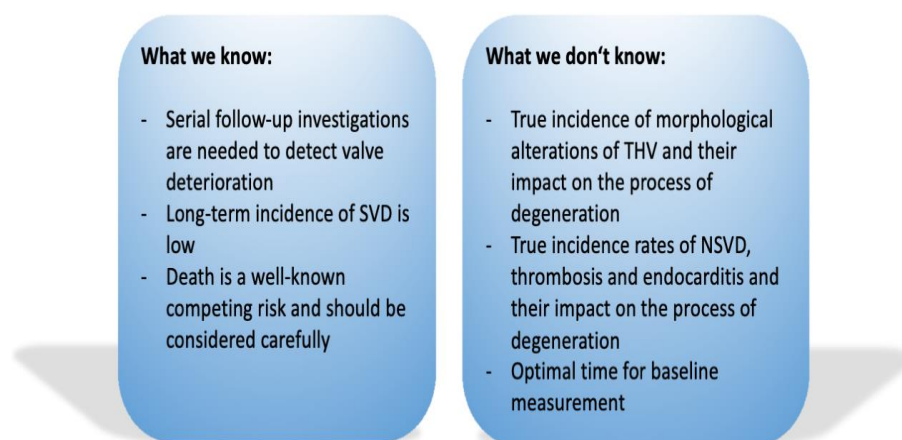 What we know:
- Serial follow-up investigations
are needed to detect valve
deterioration
- Long-term incidence of SVD is
low
- Death is a well-known
competing risk and should be
considered carefully
What we don‘t know:
- True incidence of morphological
alterations of THV and their
impact on the process of
degeneration
- True incidence rates of NSVD,
thrombosis and endocarditis and
their impact on the process of
degeneration
- Optimal time for baseline
measurement